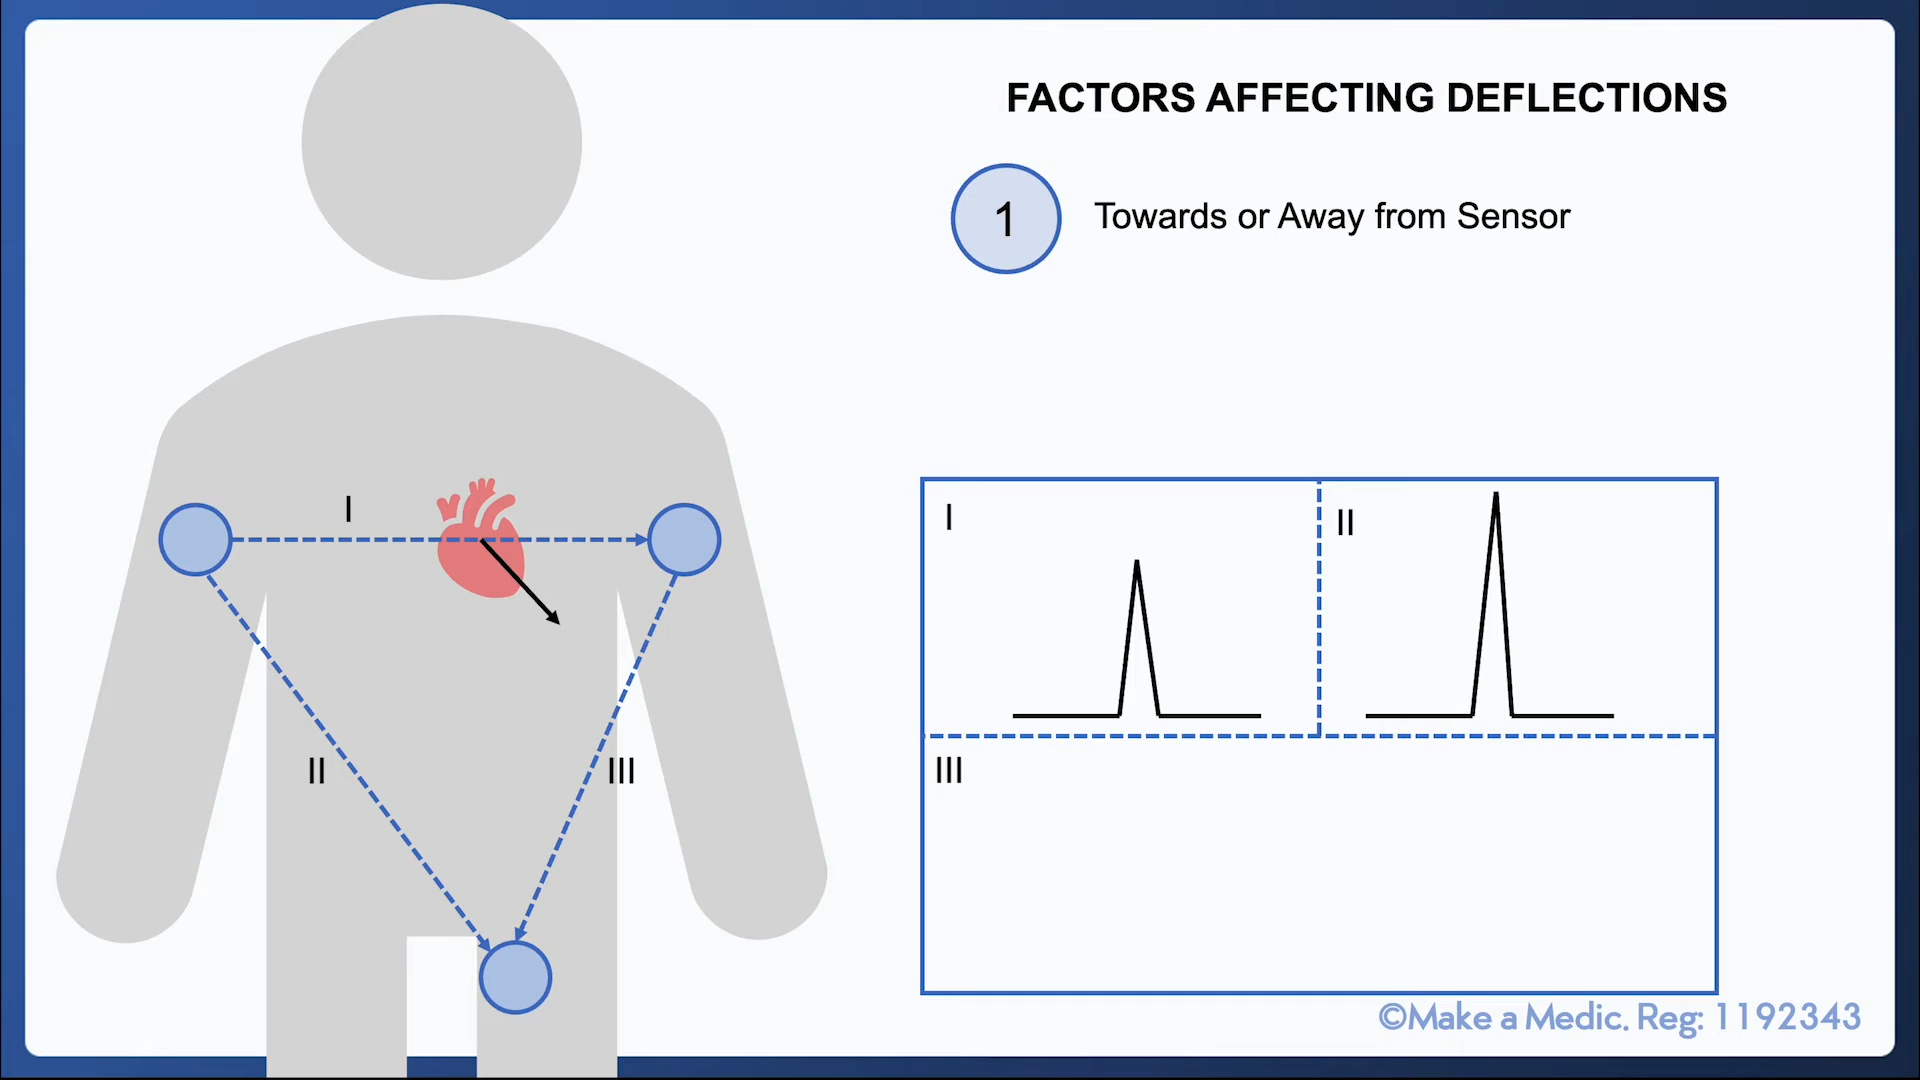 FACTORS AFFECTING DEFLECTIONS
1
Towards or Away from Sensor
I
II
III
I
II
III
©Make a Medic. Reg: 1192343